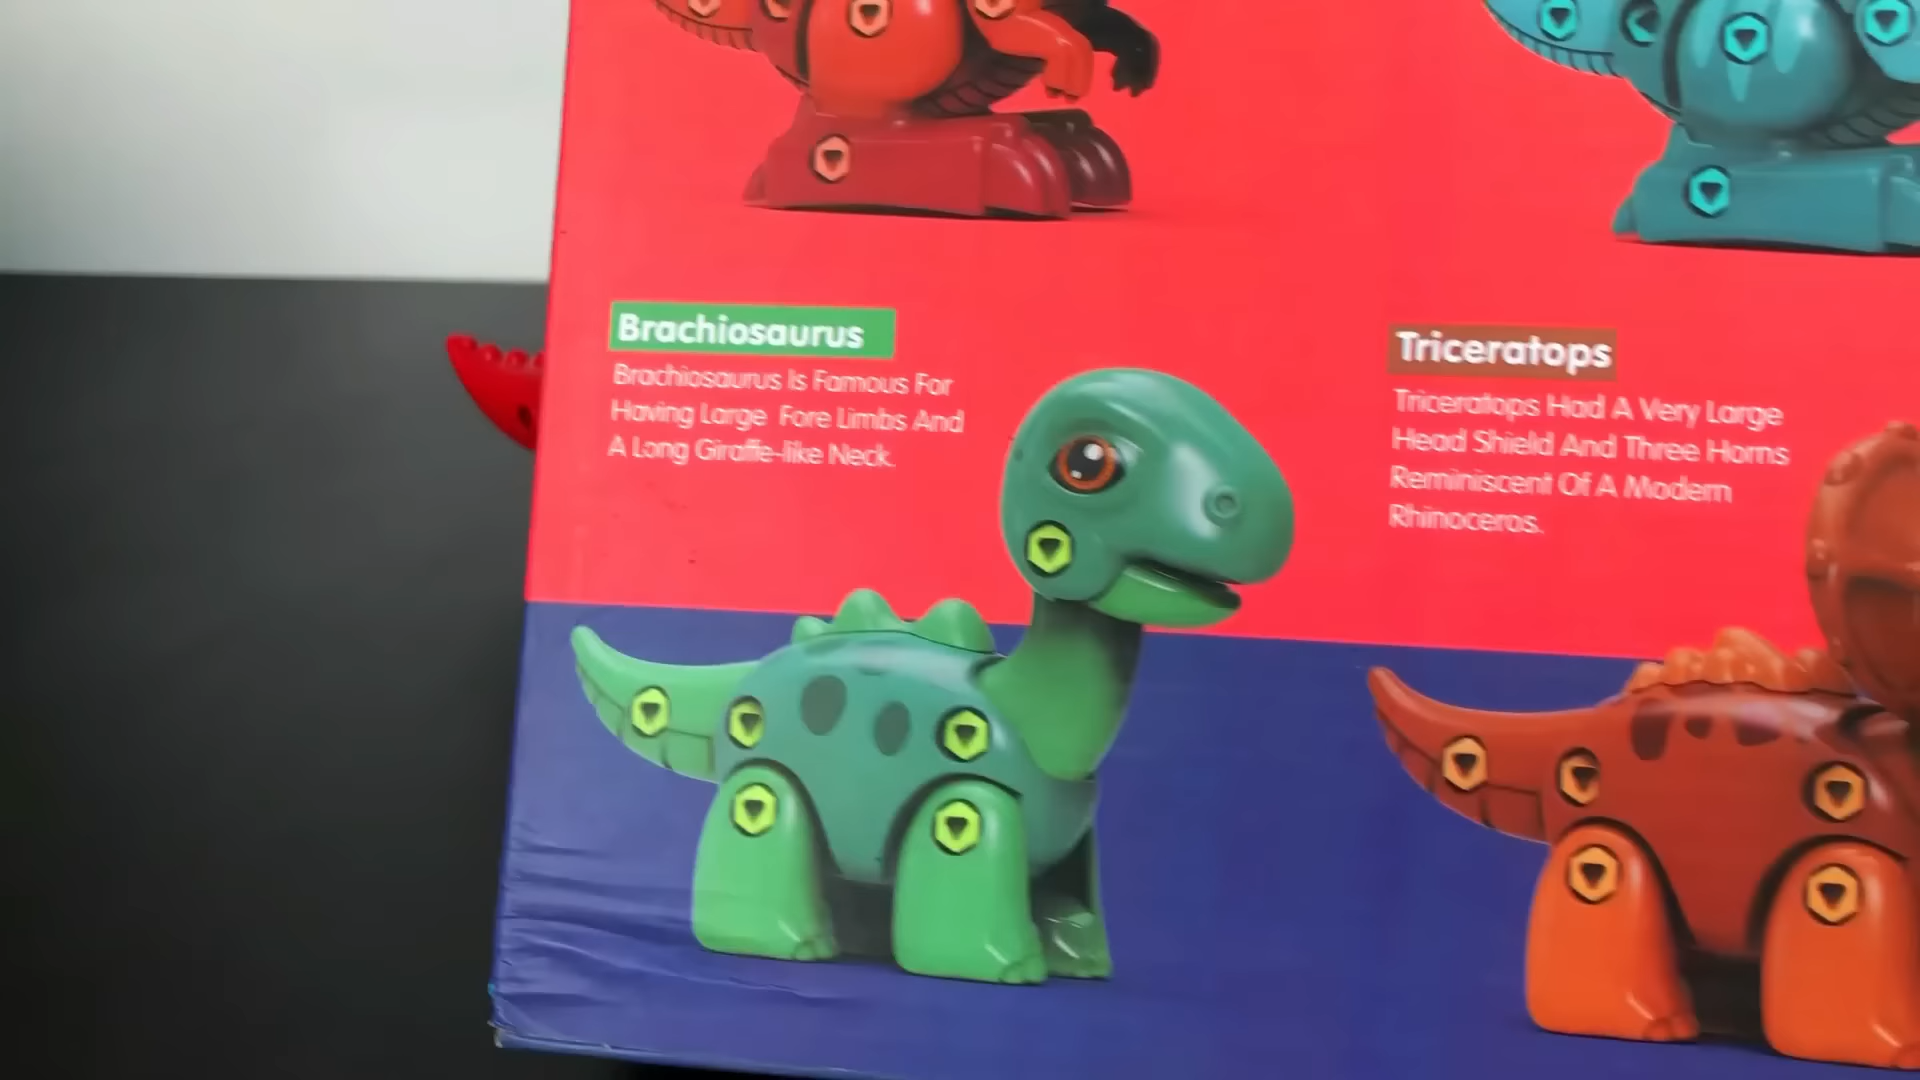 Brachiosaurus
Brachiosaurus Is Famous For
Having Large Fore Limbs And
A Long Giraffe-like Neck.
Triceratops
Triceratops Had A Very Large
Head Shield And Three Horns
Reminiscent Of A Modern
Rhinoceros.